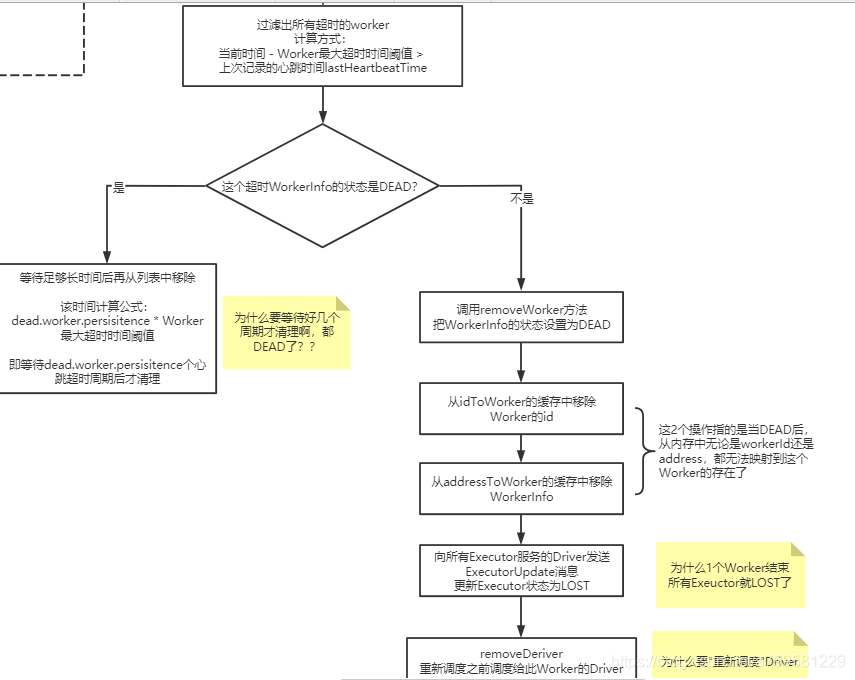 过滤出所有超时的worker
计算方式：
当前时间 - Worker最大超时时间阈值 >
上次记录的心跳时间lastHeartbeatTime
这个超时WorkerInfo的状态是DEAD？
是
不是
等待足够长时间后再从列表中移除
该时间计算公式：
dead.worker.persisitence * Worker
最大超时时间阈值
即等待dead.worker.persisitence个心
跳超时周期后才清理
为什么要等待好几个
周期才清理啊，都
DEAD了？？
调用removeWorker方法
把WorkerInfo的状态设置为DEAD
从idToWorker的缓存中移除
Worker的id
从addressToWorker的缓存中移除
WorkerInfo
这2个操作指的是当DEAD后，
从内存中无论是workerId还是
address，都无法映射到这个
Worker的存在了
向所有Executor服务的Driver发送
ExecutorUpdate消息
更新Executor状态为LOST
为什么1个Worker结束
所有Exeuctor就LOST了
removeDeriver
重新调度之前调度给此Worker的Driver
为什么要"重新调度"Driver